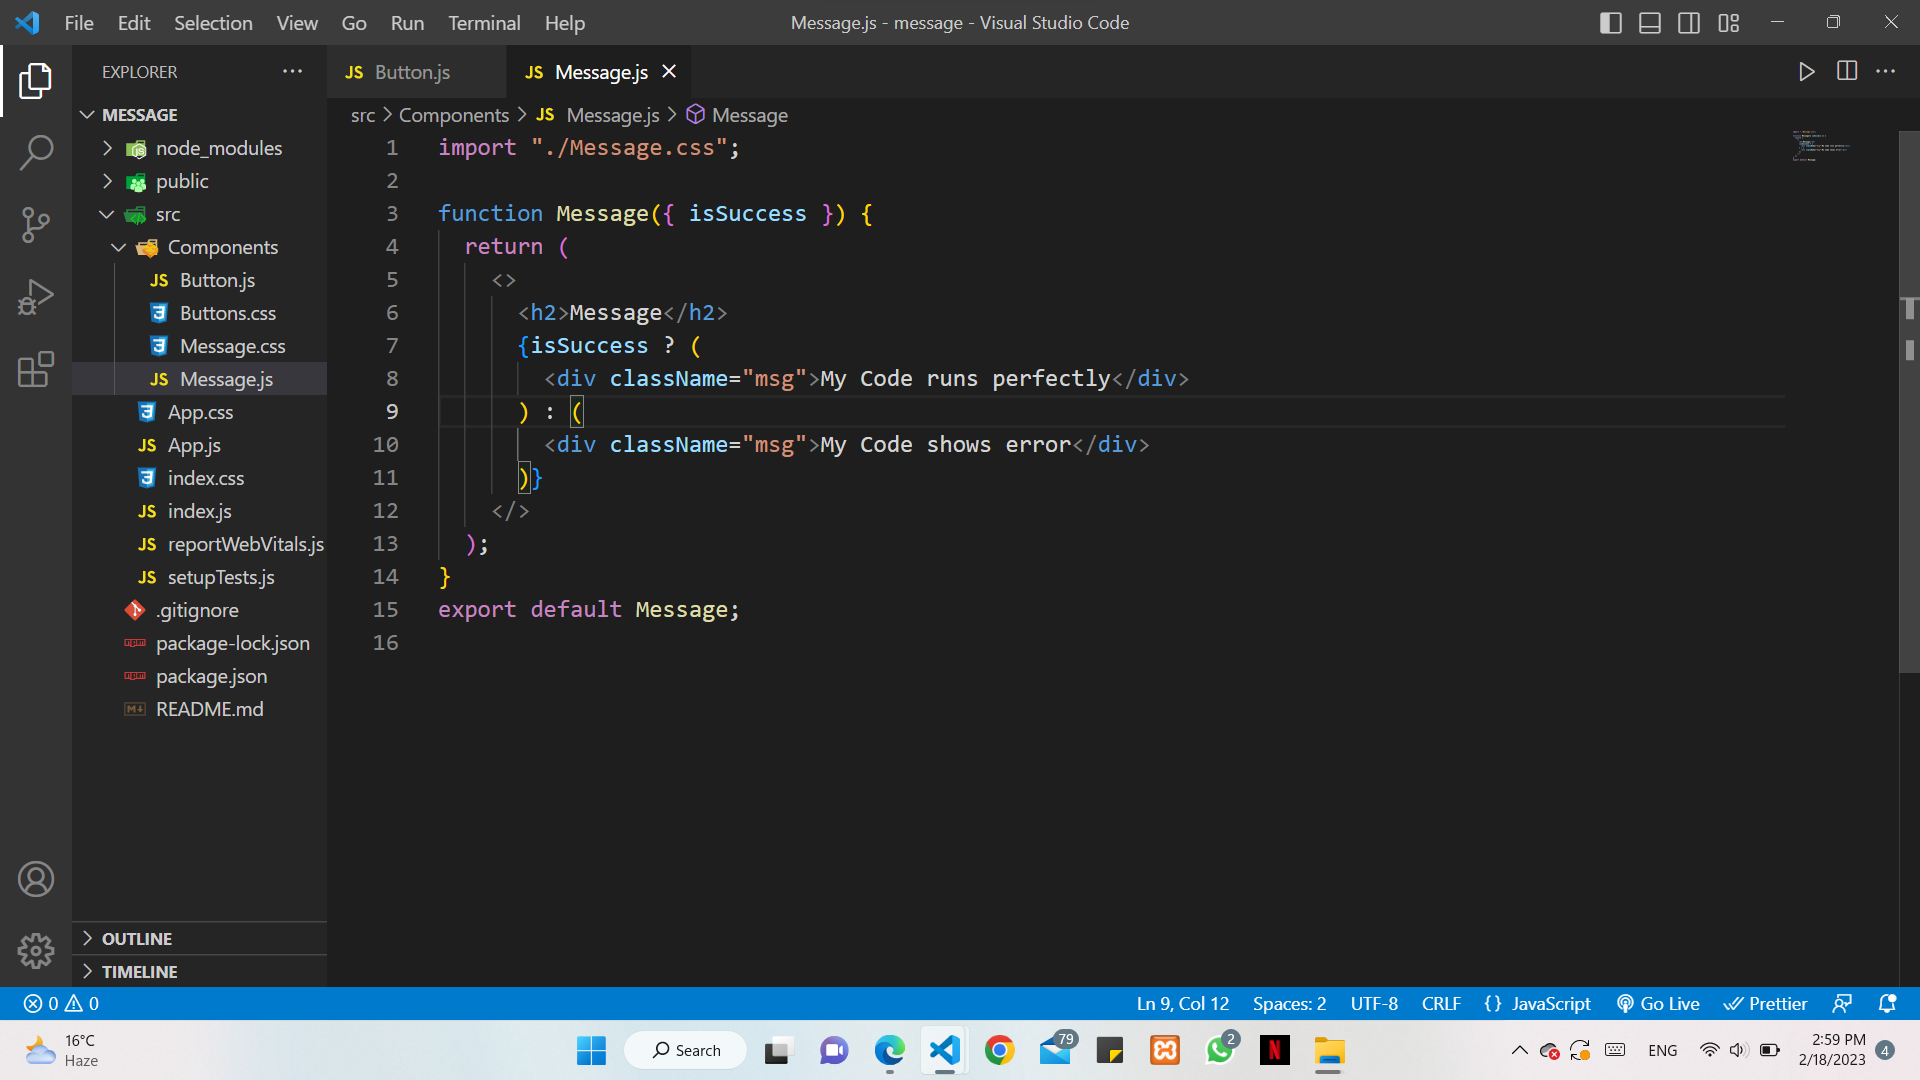 File Edit Selection View Go Run Terminal Help
Message.js - message - Visual Studio Code
EXPLORER
MESSAGE
node_modules
public
src
Components
JS Button.js
Buttons.css
Message.css
JS Message.js
App.css
JS App.js
index.css
JS index.js
JS reportWebVitals.js
JS setupTests.js
.gitignore
package-lock.json
package.json
README.md
OUTLINE
TIMELINE
JS Button.js
JS Message.js
src > Components > JS Message.js > Message
1 import "./Message.css";
2
3 function Message({ isSuccess }) {
4   return (
5     <>
6       <h2>Message</h2>
7       {isSuccess ? (
8         <div className="msg">My Code runs perfectly</div>
9       ) : (
10         <div className="msg">My Code shows error</div>
11       )}
12     </>
13   );
14 }
15 export default Message;
16
0 0
Ln 9, Col 12 Spaces: 2 UTF-8 CRLF {} JavaScript Go Live Prettier
16°C
Haze
Search
79
2
ENG
2:59 PM
2/18/2023
4